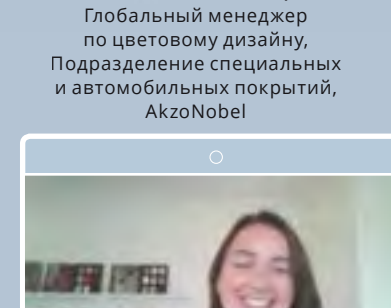 Глобальный менеджер
по цветовому дизайну,
Подразделение специальных
и автомобильных покрытий,
AkzoNobel